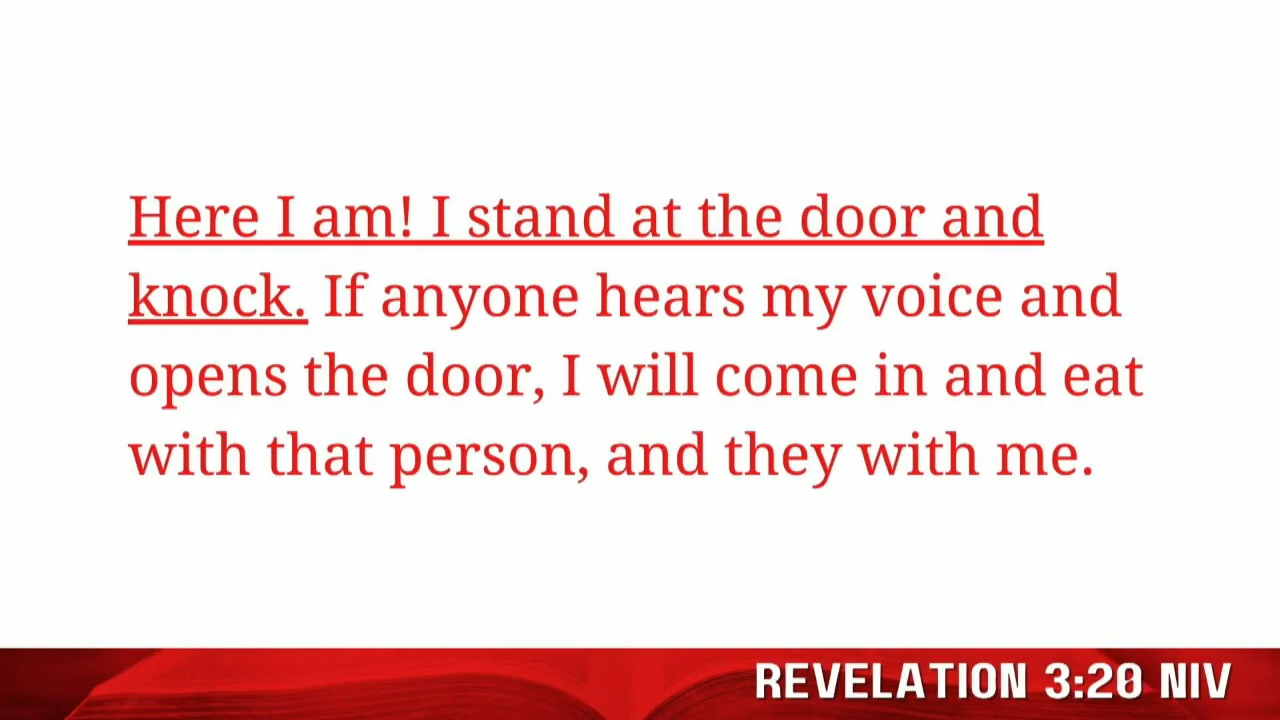 Here I am! I stand at the door and
knock. If anyone hears my voice and
opens the door, I will come in and eat
with that person, and they with me.
REVELATION 3:20 NIV